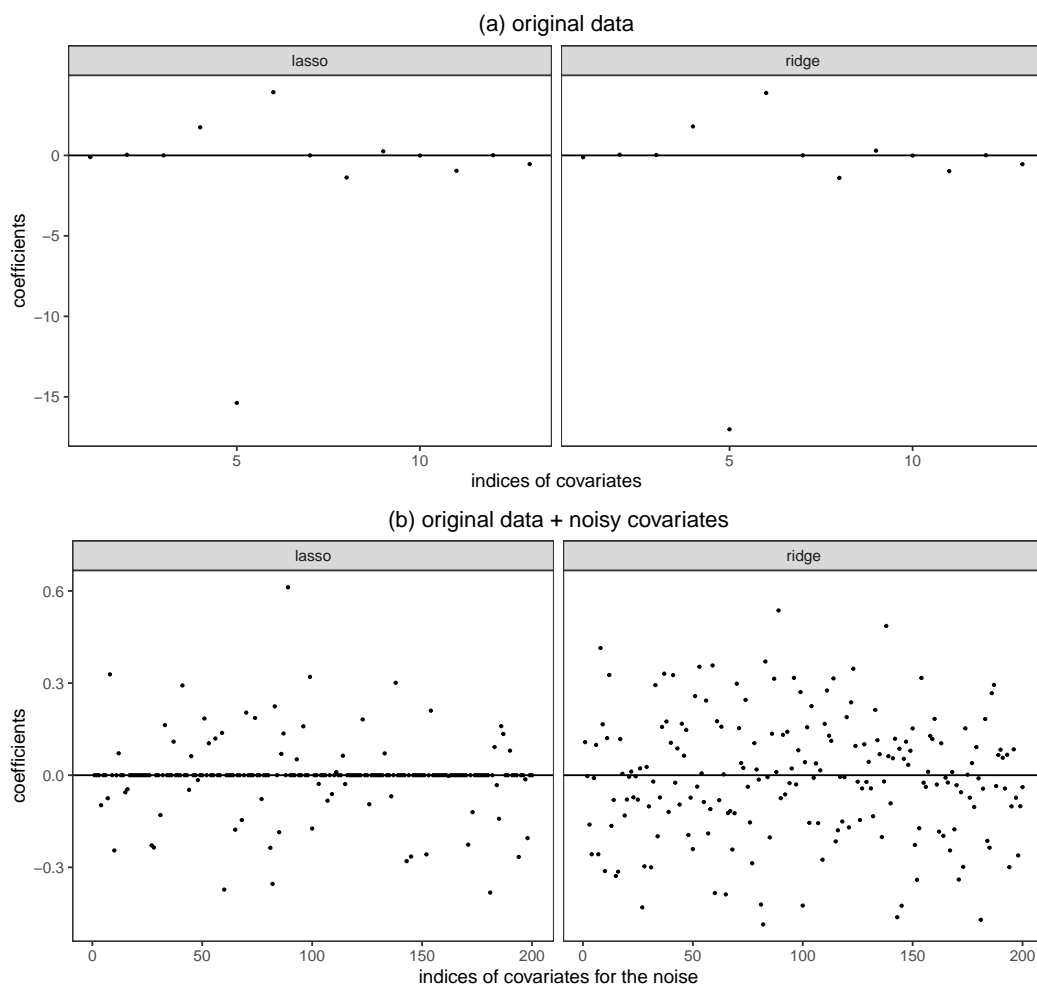 (a) original data
lasso
ridge
0
−5
−10
−15
coefficients
5
10
5
10
indices of covariates
(b) original data + noisy covariates
lasso
ridge
0.6
0.3
0.0
−0.3
coefficients
0
50
100
150
200
0
50
100
150
200
indices of covariates for the noise